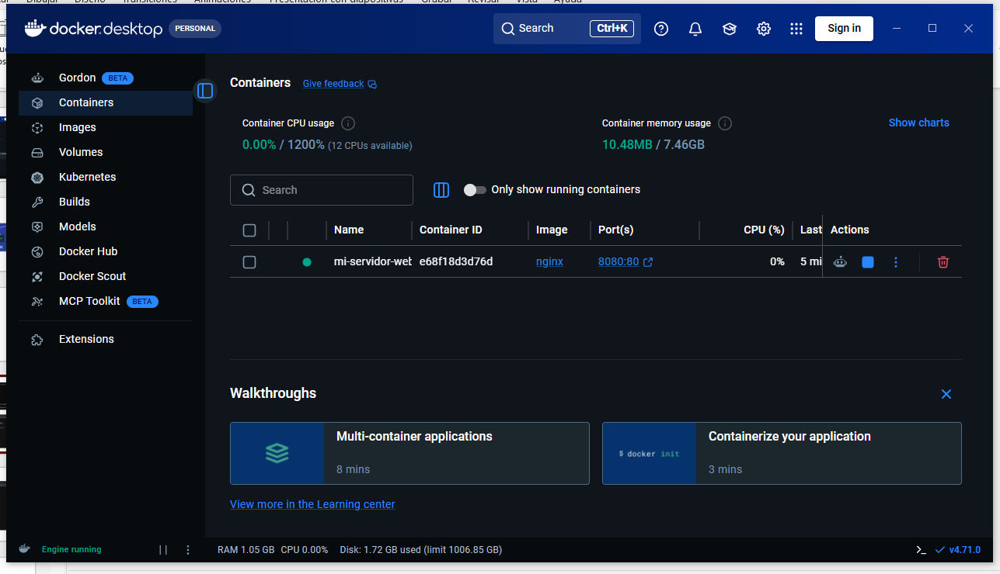 Dibujar Diseño Transiciones Animaciones Presentación con diapositivas Grabar Revisar Vista Ayuda
docker.desktop PERSONAL Search Ctrl+K Sign in
Gordon BETA
Containers
Images
Volumes
Kubernetes
Builds
Models
Docker Hub
Docker Scout
MCP Toolkit BETA
Extensions
Containers Give feedback
Container CPU usage
0.00% / 1200% (12 CPUs available)
Container memory usage
10.48MB / 7.46GB
Show charts
Search
Only show running containers
Name Container ID Image Port(s) CPU (%) Last Actions
mi-servidor-web e68f18d3d76d nginx 8080:80 0% 5 mi
Walkthroughs
Multi-container applications
8 mins
$ docker init
Containerize your application
3 mins
View more in the Learning center
Engine running RAM 1.05 GB CPU 0.00% Disk: 1.72 GB used (limit 1006.85 GB) v4.71.0